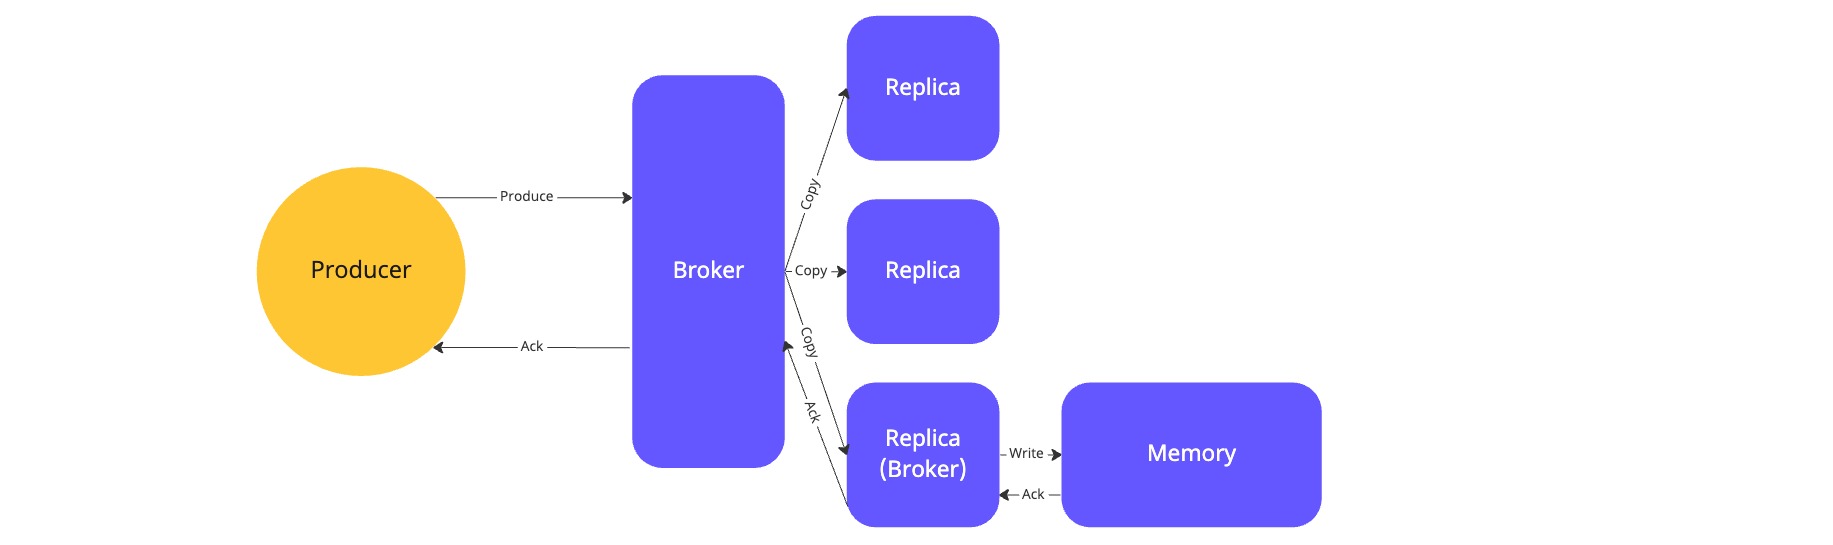 Replica
Copy
Produce
Producer
Broker
Copy
Replica
Ack
Copy
Ack
Replica
(Broker)
Write
Memory
Ack